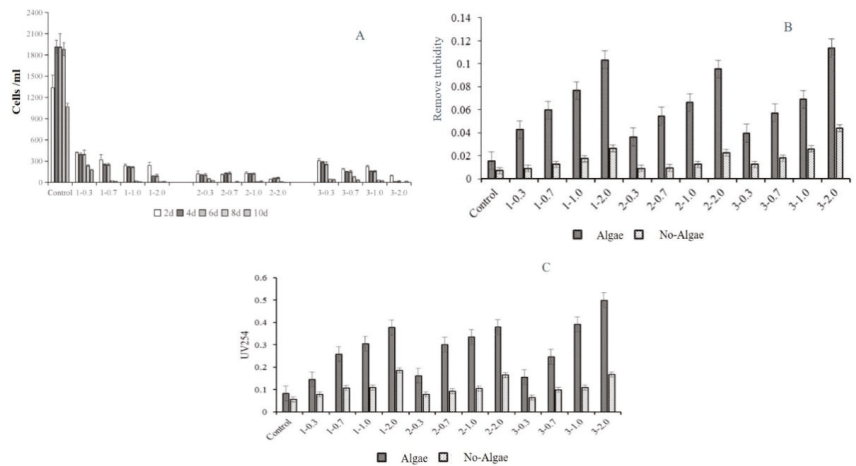 A
Cells /ml
2400
2100
1800
1500
1200
900
600
300
0
Control 1-0.3 1-0.7 1-1.0 1-2.0 2-0.3 2-0.7 2-1.0 2-2.0 3-0.3 3-0.7 3-1.0 3-2.0
2d 4d 6d 8d 10d
B
Remove turbidity
0.14
0.12
0.1
0.08
0.06
0.04
0.02
0
Control 1-0.3 1-0.7 1-1.0 1-2.0 2-0.3 2-0.7 2-1.0 2-2.0 3-0.3 3-0.7 3-1.0 3-2.0
Algae No-Algae
C
UV254
0.6
0.5
0.4
0.3
0.2
0.1
0
Control 1-0.3 1-0.7 1-1.0 1-2.0 2-0.3 2-0.7 2-1.0 2-2.0 3-0.3 3-0.7 3-1.0 3-2.0
Algae No-Algae